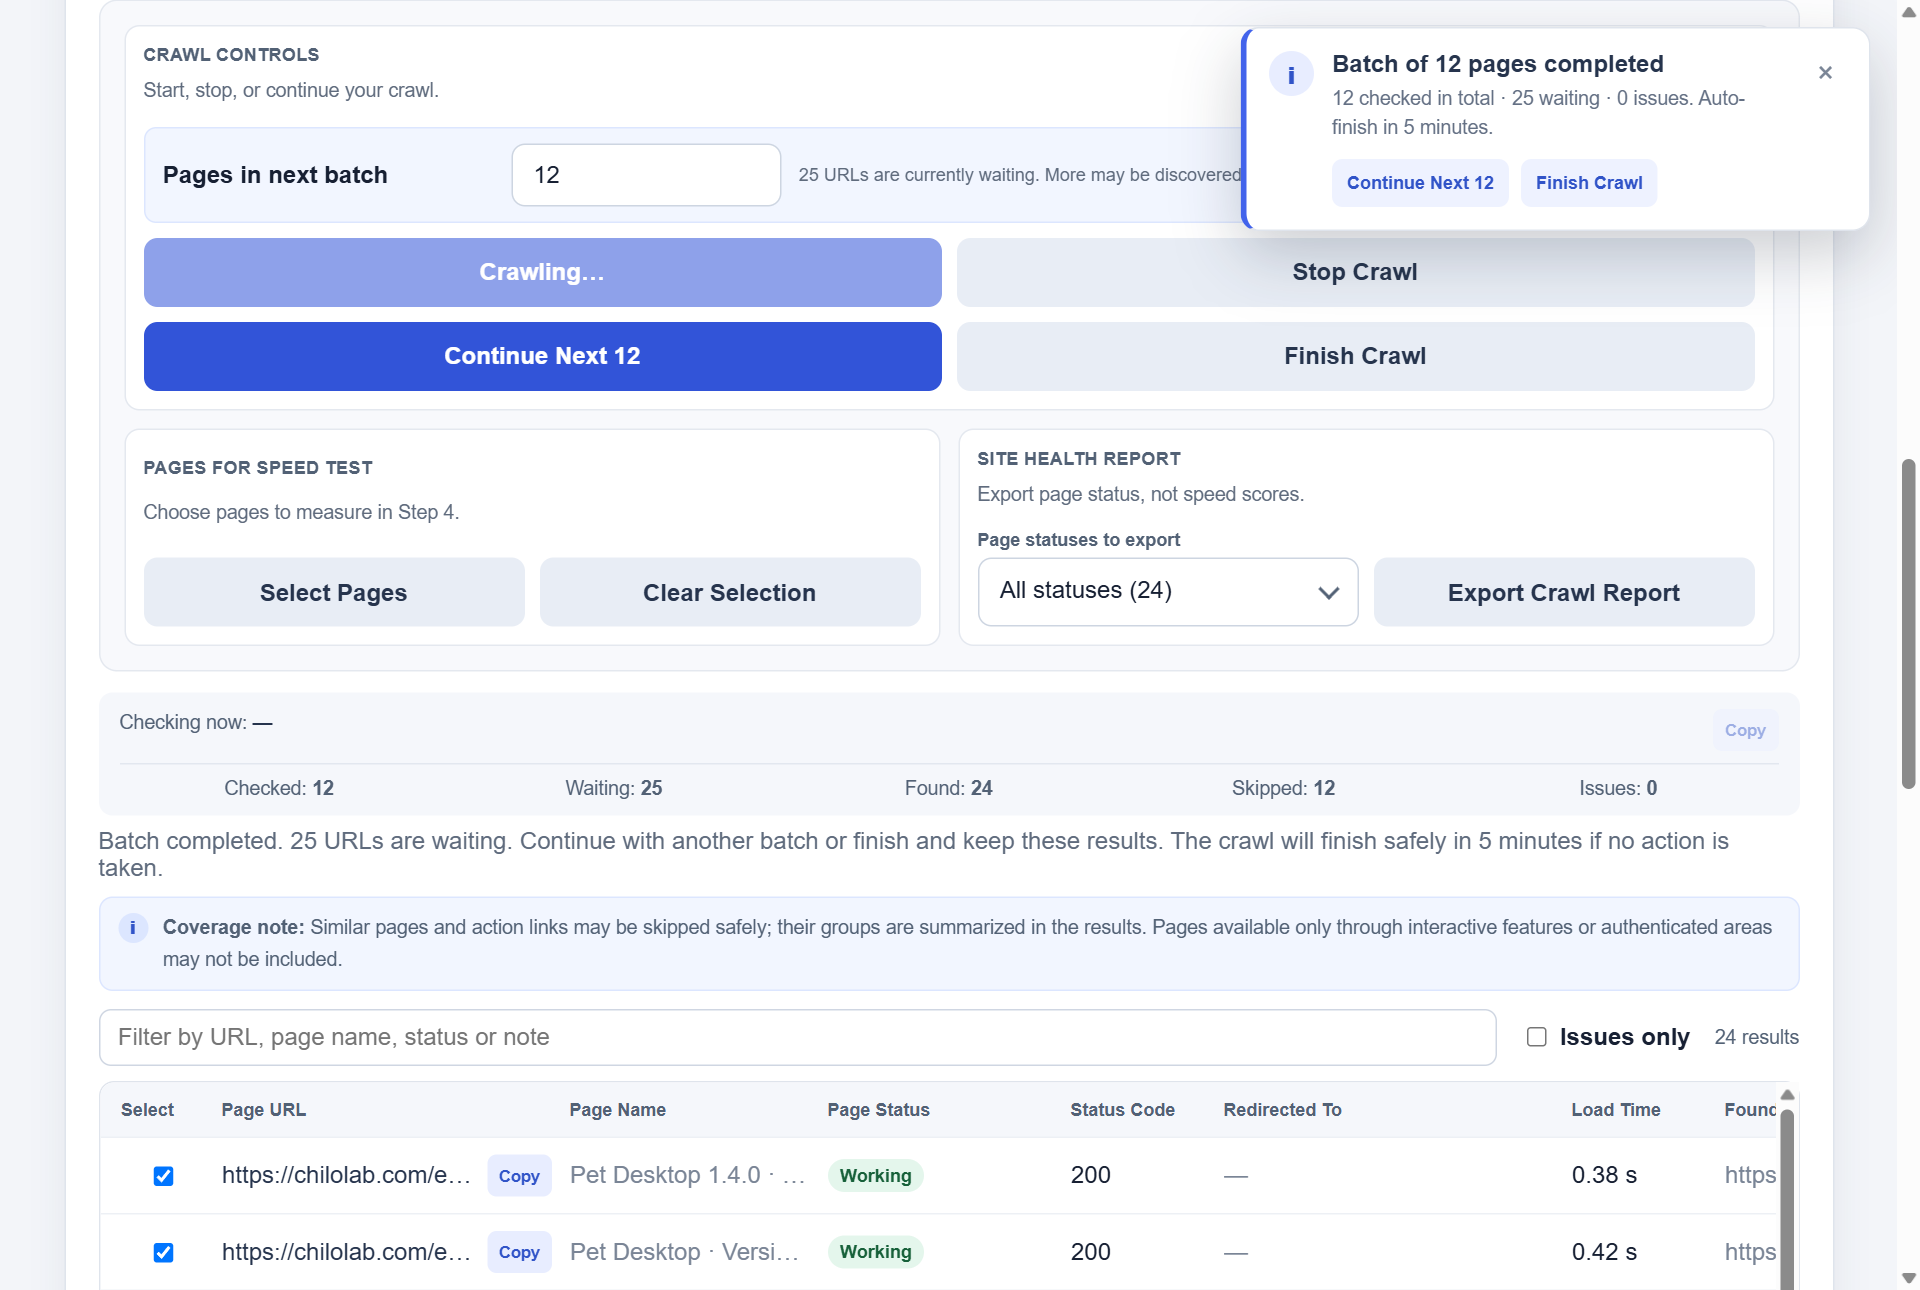 CRAWL CONTROLS
Start, stop, or continue your crawl.
Pages in next batch
12
25 URLs are currently waiting. More may be discovered
i
Batch of 12 pages completed
×
12 checked in total · 25 waiting · 0 issues. Auto-
finish in 5 minutes.
Continue Next 12
Finish Crawl
Crawling…
Stop Crawl
Continue Next 12
Finish Crawl
PAGES FOR SPEED TEST
Choose pages to measure in Step 4.
Select Pages
Clear Selection
SITE HEALTH REPORT
Export page status, not speed scores.
Page statuses to export
All statuses (24)
Export Crawl Report
Checking now: —
Copy
Checked: 12
Waiting: 25
Found: 24
Skipped: 12
Issues: 0
Batch completed. 25 URLs are waiting. Continue with another batch or finish and keep these results. The crawl will finish safely in 5 minutes if no action is
taken.
i
Coverage note: Similar pages and action links may be skipped safely; their groups are summarized in the results. Pages available only through interactive features or authenticated areas
may not be included.
Filter by URL, page name, status or note
Issues only
24 results
Select Page URL Page Name Page Status Status Code Redirected To Load Time Found
https://chilolab.com/e… Copy Pet Desktop 1.4.0 · … Working 200 — 0.38 s https
https://chilolab.com/e… Copy Pet Desktop · Versi… Working 200 — 0.42 s https